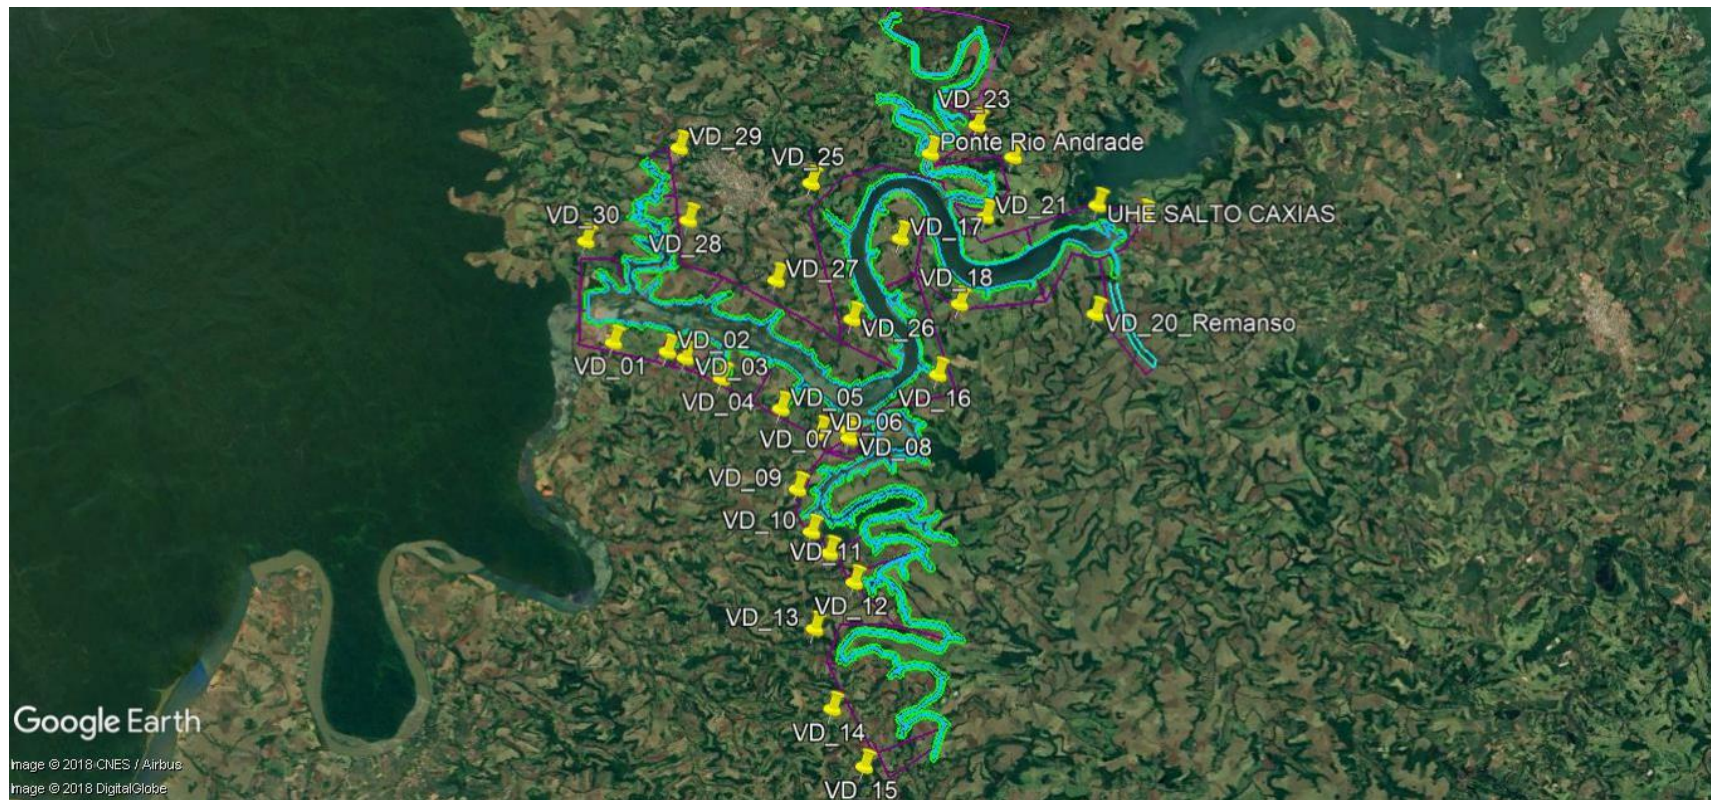 VD_23
Ponte Rio Andrade
VD_29
VD_25
VD_30
VD_21
UHE SALTO CAXIAS
VD_17
VD_28
VD_27
VD_18
VD_26
VD_20_Remanso
VD_02
VD_01
VD_03
VD_04
VD_05
VD_16
VD_06
VD_07
VD_08
VD_09
VD_10
VD_11
VD_12
VD_13
Google Earth
VD_14
Image © 2018 CNES / Airbus
Image © 2018 DigitalGlobe
VD_15